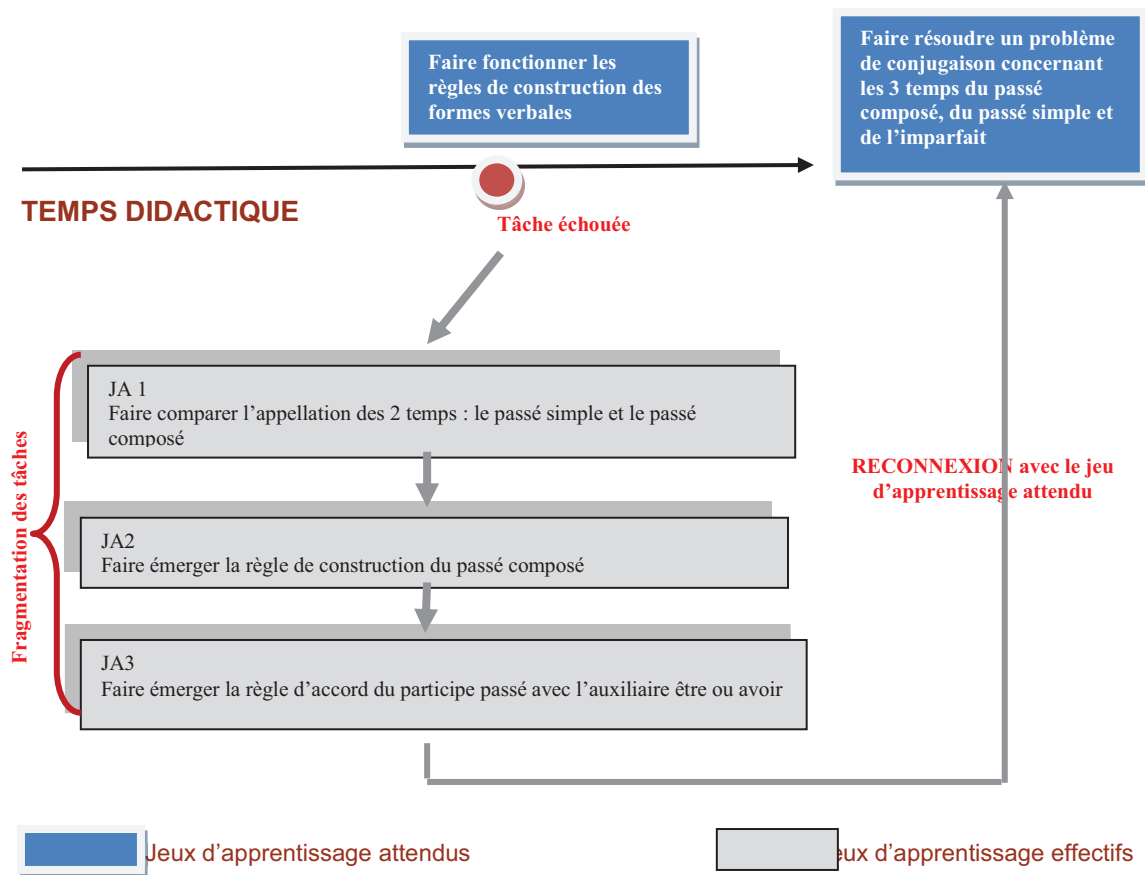 Faire fonctionner les
règles de construction des
formes verbales
Faire résoudre un problème
de conjugaison concernant
les 3 temps du passé
composé, du passé simple et
de l’imparfait
TEMPS DIDACTIQUE
Tâche échouée
Fragmentation des tâches
JA 1
Faire comparer l’appellation des 2 temps : le passé simple et le passé
composé
JA2
Faire émerger la règle de construction du passé composé
JA3
Faire émerger la règle d’accord du participe passé avec l’auxiliaire être ou avoir
RECONNEXION avec le jeu
d’apprentissage attendu
Jeux d’apprentissage attendus
eux d’apprentissage effectifs